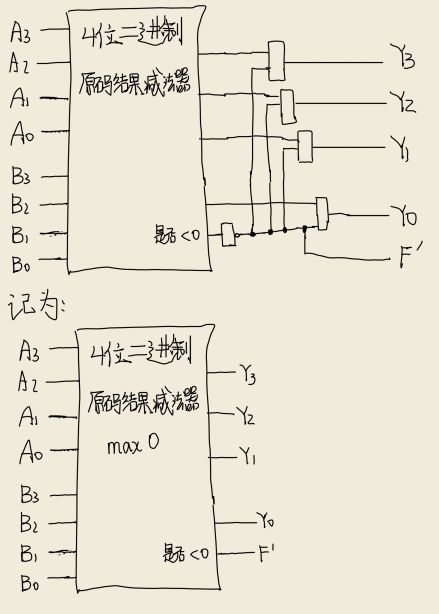 A3
A2
A1
A0
B3
B2
B1
B0
4位二进制
原码结果减法器
是否<0
Y3
Y2
Y1
Y0
F'
记为:
A3
A2
A1
A0
B3
B2
B1
B0
4位二进制
原码结果减法器
max 0
是否<0
Y3
Y2
Y1
Y0
F'